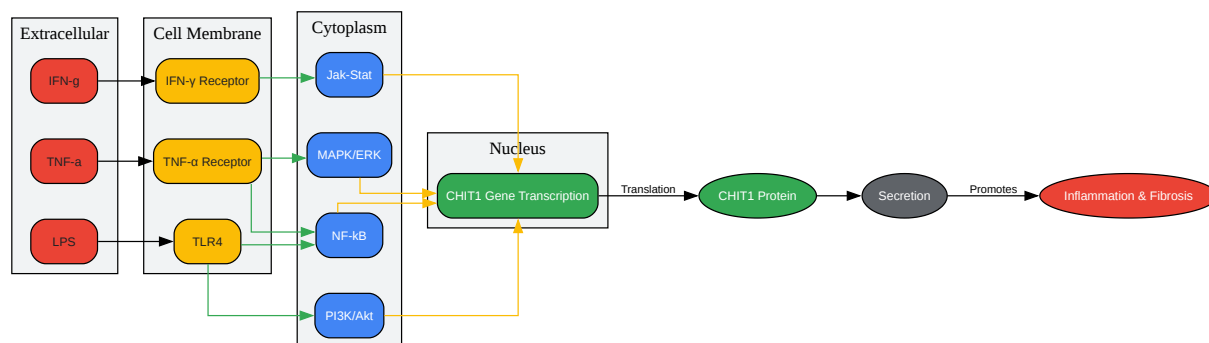 Extracellular
Cell Membrane
Cytoplasm
IFN-g
IFN-γ Receptor
Jak-Stat
TNF-a
TNF-α Receptor
MAPK/ERK
Nucleus
CHIT1 Gene Transcription
Translation
CHIT1 Protein
Secretion
Promotes
Inflammation & Fibrosis
LPS
TLR4
NF-kB
PI3K/Akt